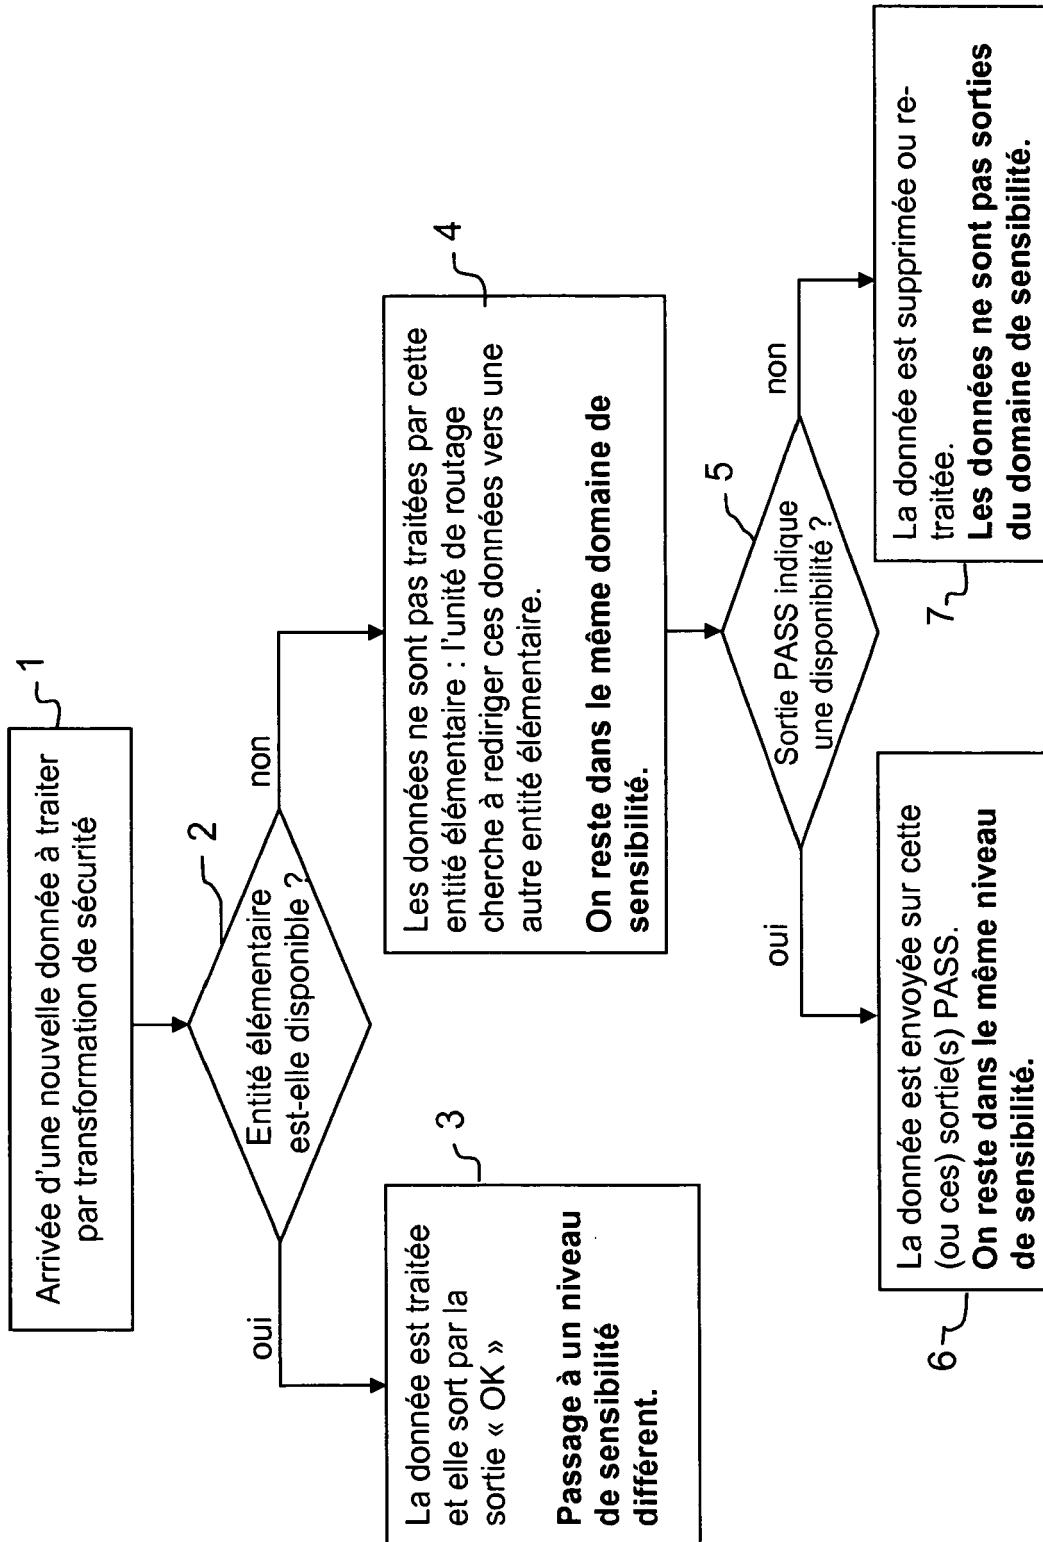 1
Arrivée d'une nouvelle donnée à traiter
par transformation de sécurité
2
Entité élémentaire
est-elle disponible ?
oui
non
3
La donnée est traitée
et elle sort par la
sortie « OK »
Passage à un niveau
de sensibilité
différent.
4
Les données ne sont pas traitées par cette
entité élémentaire : l'unité de routage
cherche à rediriger ces données vers une
autre entité élémentaire.
On reste dans le même domaine de
sensibilité.
5
Sortie PASS indique
une disponibilité ?
oui
non
6
La donnée est envoyée sur cette
(ou ces) sortie(s) PASS.
On reste dans le même niveau
de sensibilité.
7
La donnée est supprimée ou re-
traitée.
Les données ne sont pas sorties
du domaine de sensibilité.